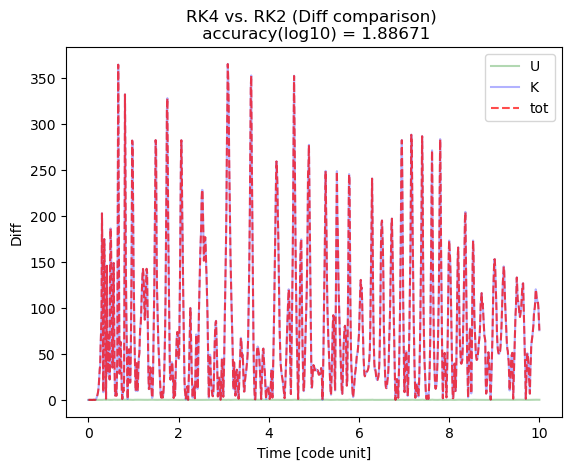 RK4 vs. RK2 (Diff comparison)
accuracy(log10) = 1.88671
U
K
tot
350
300
250
200
150
100
50
0
Diff
0 2 4 6 8 10
Time [code unit]